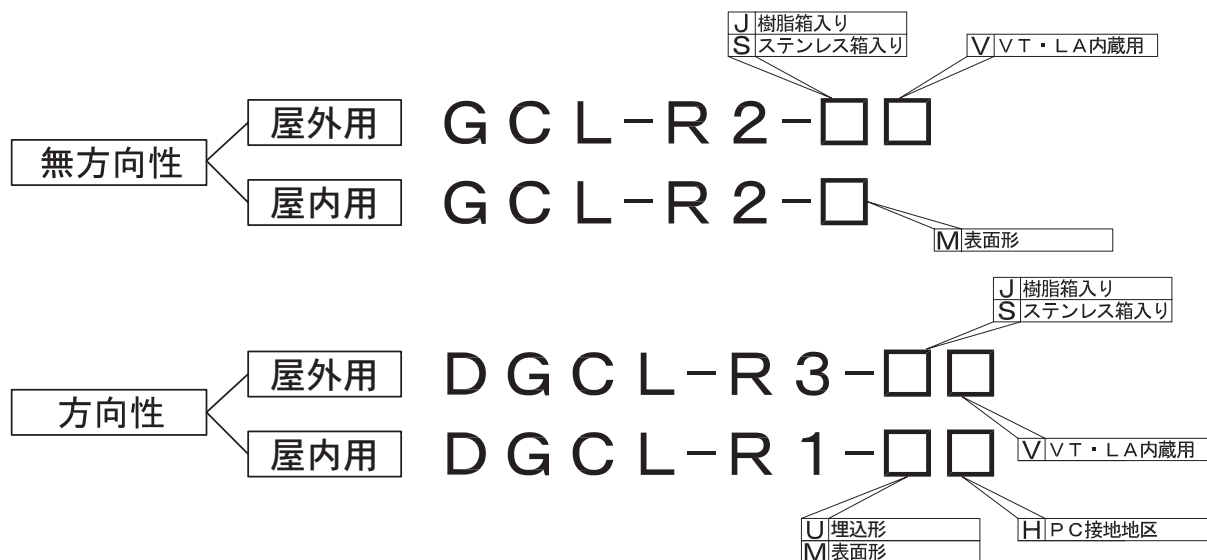 J 樹脂箱入り
S ステンレス箱入り
V VT・LA内蔵用
無方向性
屋外用 GCL-R2-□□
屋内用 GCL-R2-□
M 表面形
J 樹脂箱入り
S ステンレス箱入り
方向性
屋外用 DGCL-R3-□□
屋内用 DGCL-R1-□□
V VT・LA内蔵用
U 埋込形
M 表面形
H PC接地地区